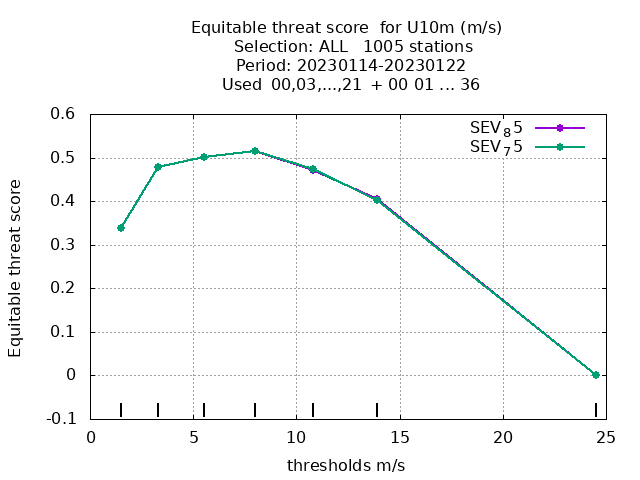 Equitable threat score  for U10m (m/s)
Selection: ALL   1005 stations
Period: 20230114-20230122
Used  00,03,...,21  + 00 01 ... 36
SEV₈5
SEV₇5
0.6
0.5
0.4
0.3
0.2
0.1
0
-0.1
Equitable threat score
0 5 10 15 20 25
thresholds m/s